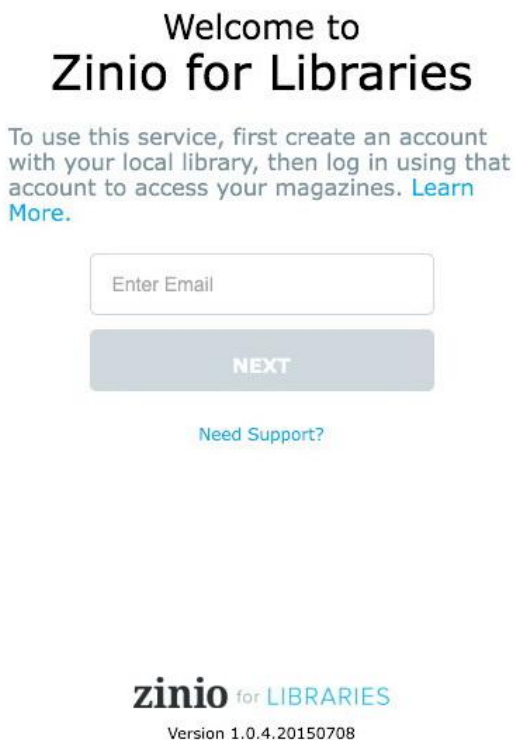 Welcome to
Zinio for Libraries
To use this service, first create an account
with your local library, then log in using that
account to access your magazines. Learn
More.
Enter Email
NEXT
Need Support?
zinio for LIBRARIES
Version 1.0.4.20150708